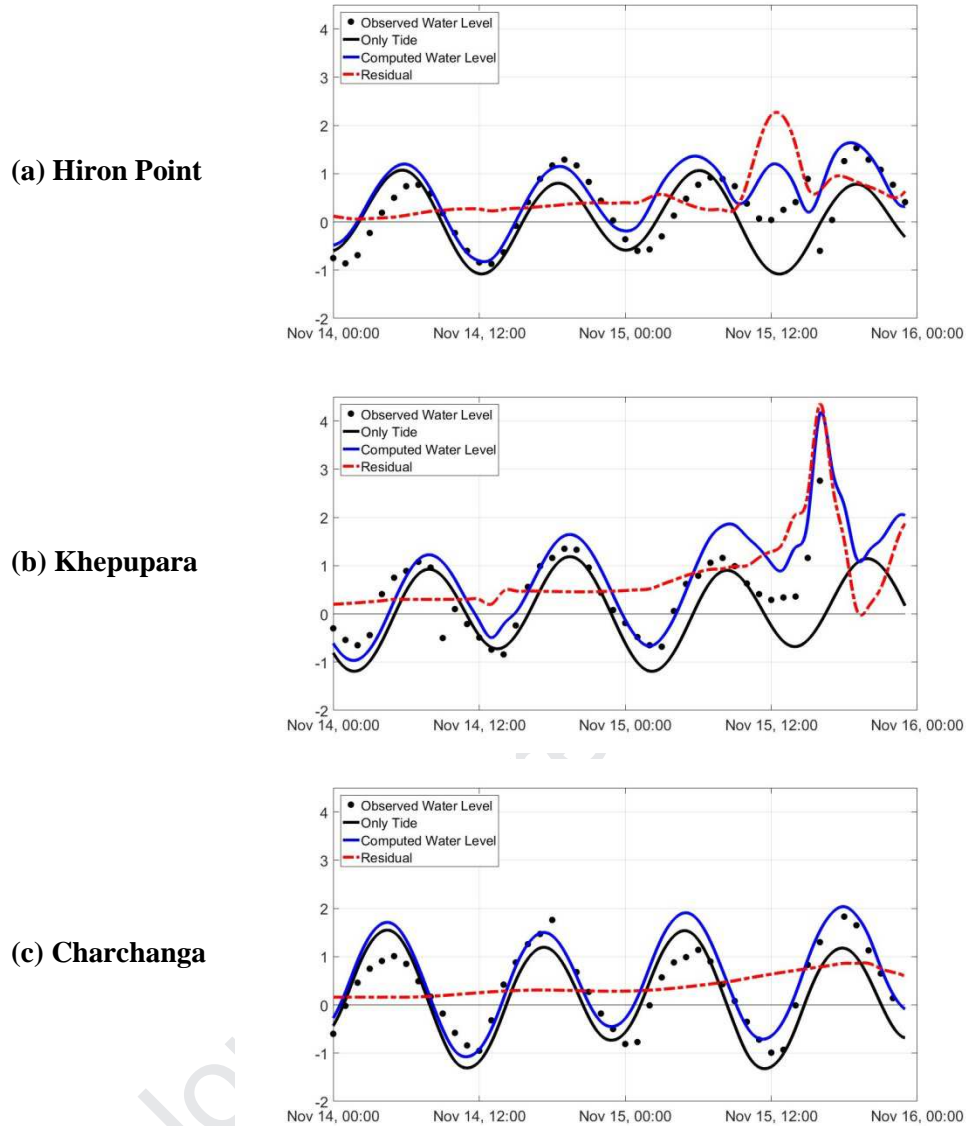 4
3
2
1
0
-1
-2
Observed Water Level
Only Tide
Computed Water Level
Residual
(a) Hiron Point
Nov 14, 00:00 Nov 14, 12:00 Nov 15, 00:00 Nov 15, 12:00 Nov 16, 00:00
4
3
2
1
0
-1
-2
Observed Water Level
Only Tide
Computed Water Level
Residual
(b) Khepupara
Nov 14, 00:00 Nov 14, 12:00 Nov 15, 00:00 Nov 15, 12:00 Nov 16, 00:00
4
3
2
1
0
-1
-2
Observed Water Level
Only Tide
Computed Water Level
Residual
(c) Charchanga
Nov 14, 00:00 Nov 14, 12:00 Nov 15, 00:00 Nov 15, 12:00 Nov 16, 00:00